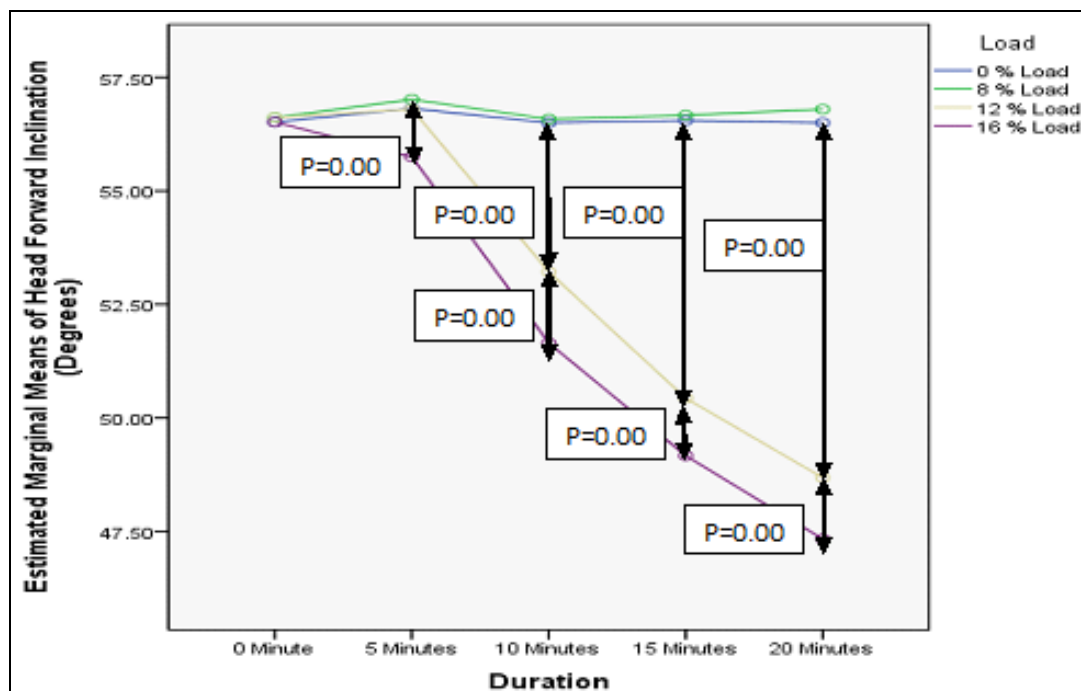 Load
0 % Load
8 % Load
12 % Load
16 % Load
Estimated Marginal Means of Head Forward Inclination
(Degrees)
57.50
55.00
52.50
50.00
47.50
P=0.00
P=0.00
P=0.00
P=0.00
P=0.00
P=0.00
P=0.00
0 Minute
5 Minutes
10 Minutes
15 Minutes
20 Minutes
Duration